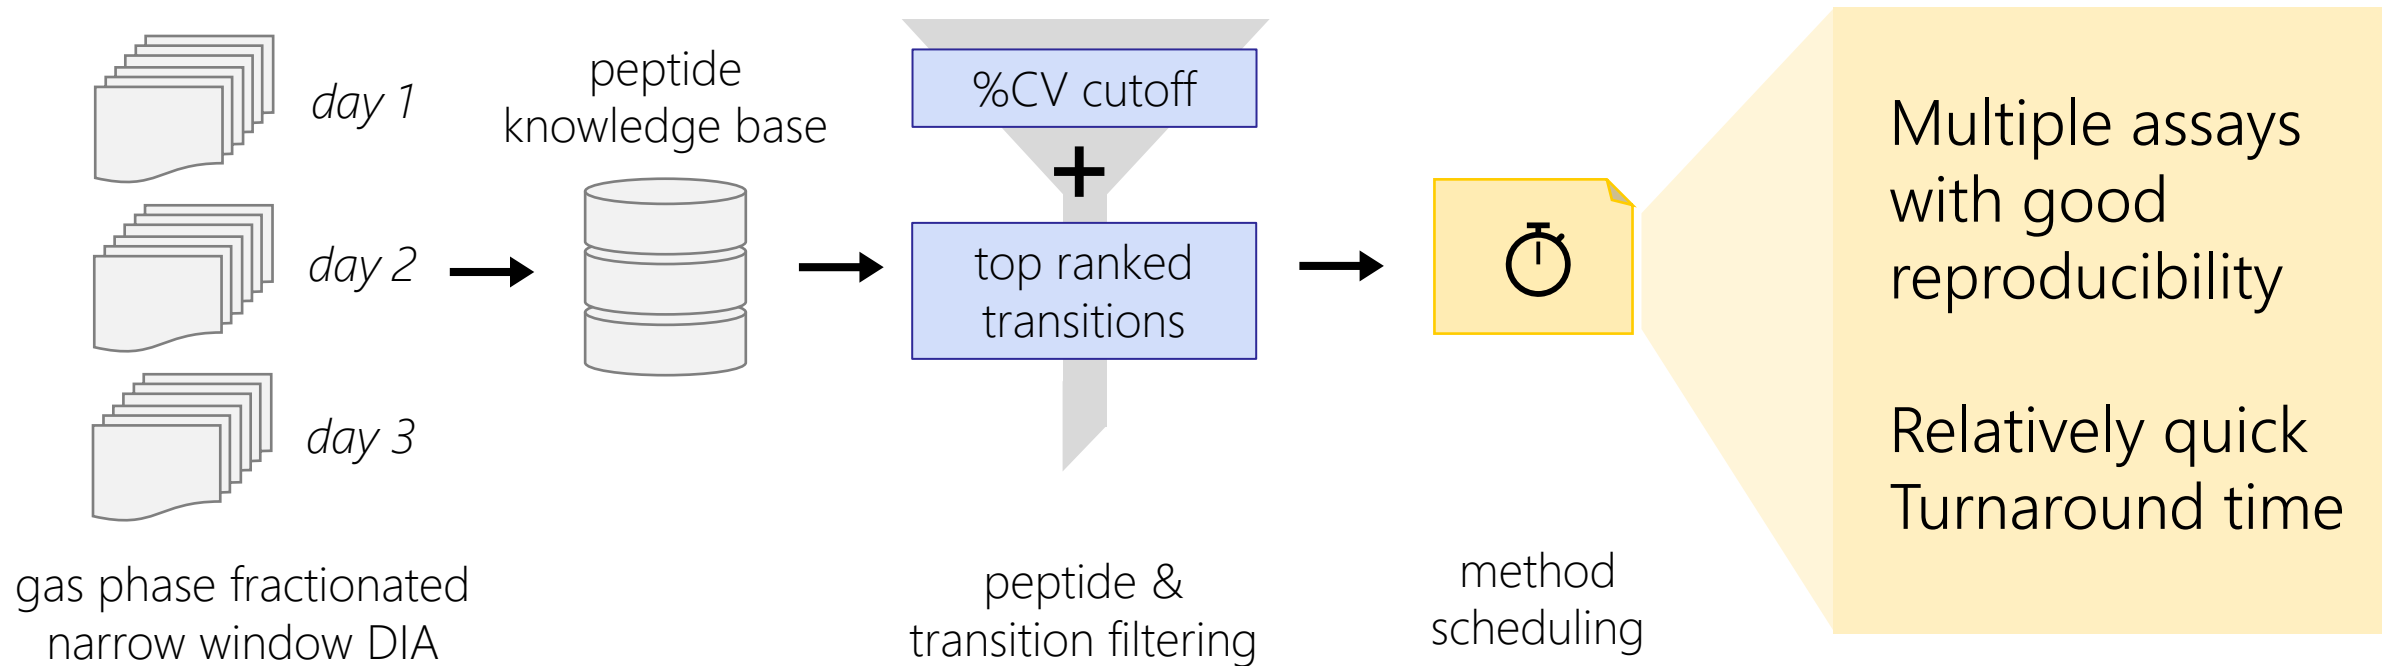 day 1
day 2
day 3
gas phase fractionated
narrow window DIA
peptide
knowledge base
%CV cutoff
+
top ranked
transitions
peptide &
transition filtering
method
scheduling
Multiple assays
with good
reproducibility
Relatively quick
Turnaround time